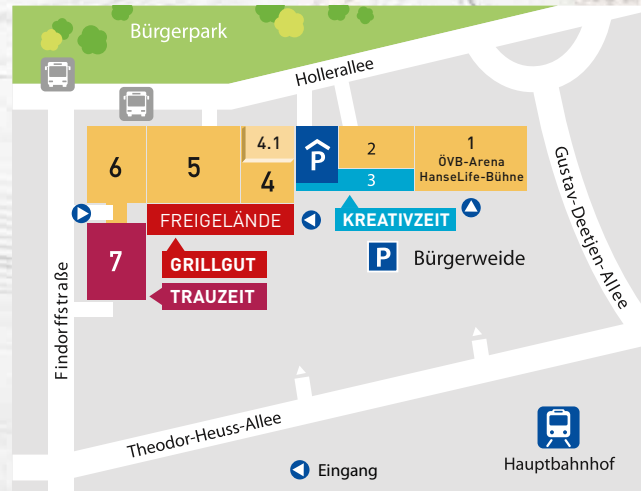 Bürgerpark
Hollerallee
Gustav-Deetjen-Allee
6
5
4.1
4
P
2
3
1
ÖVB-Arena
HanseLife-Bühne
FREIGELÄNDE
KREATIVZEIT
7
GRILLGUT
TRAUZEIT
P
Bürgerweide
Findorffstraße
Theodor-Heuss-Allee
Eingang
Hauptbahnhof